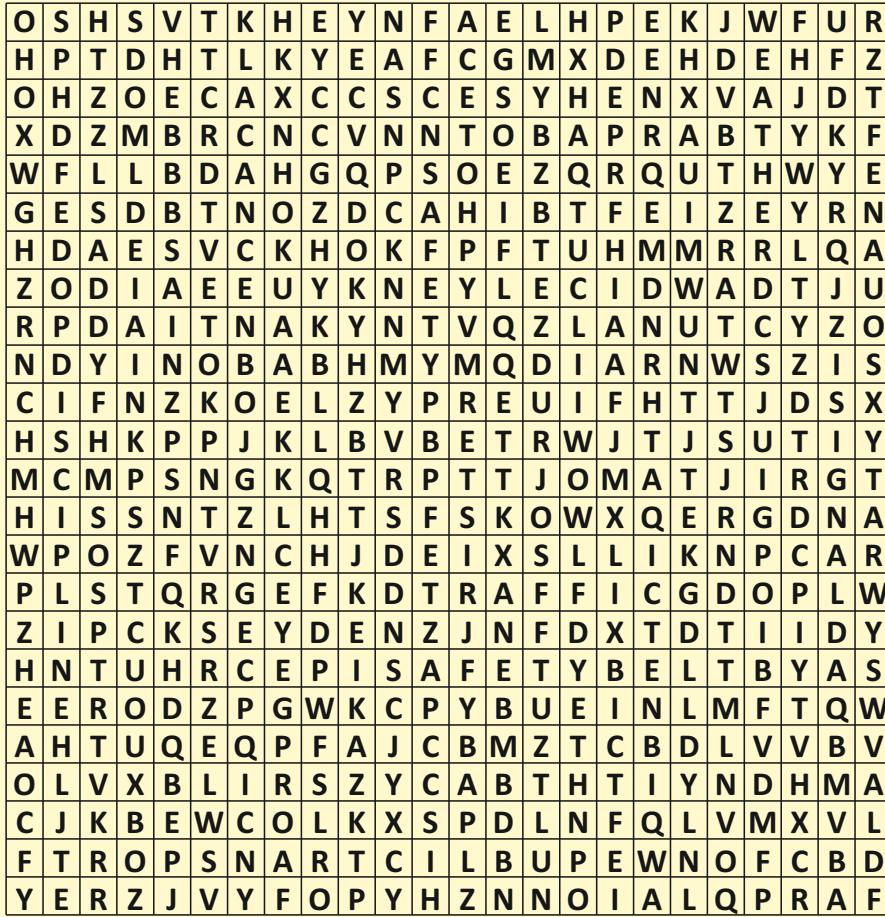 O S H S V T K H E Y N F A E L H P E K J W F U R
H P T D H T L K Y E A F C G M X D E H D E H F Z
O H Z O E C A X C C S C E S Y H E N X V A J D T
X D Z M B R C N C V N N T O B A P R A B T Y K F
W F L L B D A H G Q P S O E Z Q R Q U T H W Y E
G E S D B T N O Z D C A H I B T F E I Z E Y R N
H D A E S V C K H O K F P F T U H M M R R L Q A
Z O D I A E E U Y K N E Y L E C I D W A D T J U
R P D A I T N A K Y N T V Q Z L A N U T C Y Z O
N D Y I N O B A B H M Y M Q D I A R N W S Z I S
C I F N Z K O E L Z Y P R E U I F H T T J D S X
H S H K P P J K L B V B E T R W J T J S U T I Y
M C M P S N G K Q T R P T T J O M A T J I R G T
H I S S N T Z L H T S F S K O W X Q E R G D N A
W P O Z F V N C H J D E I X S L L I K N P C A R
P L S T Q R G E F K D T R A F F I C G D O P L W
Z I P C K S E Y D E N Z J N F D X T D T I I D Y
H N T U H R C E P I S A F E T Y B E L T B Y A S
E E R O D Z P G W K C P Y B U E I N L M F T Q W
A H T U Q E Q P F A J C B M Z T C B D L V V B V
O L V X B L I R S Z Y C A B T H T I Y N D H M A
C J K B E W C O L K X S P D L N F Q L V M X V L
F T R O P S N A R T C I L B U P E W N O F C B D
Y E R Z J V Y F O P Y H Z N N O I A L Q P R A F